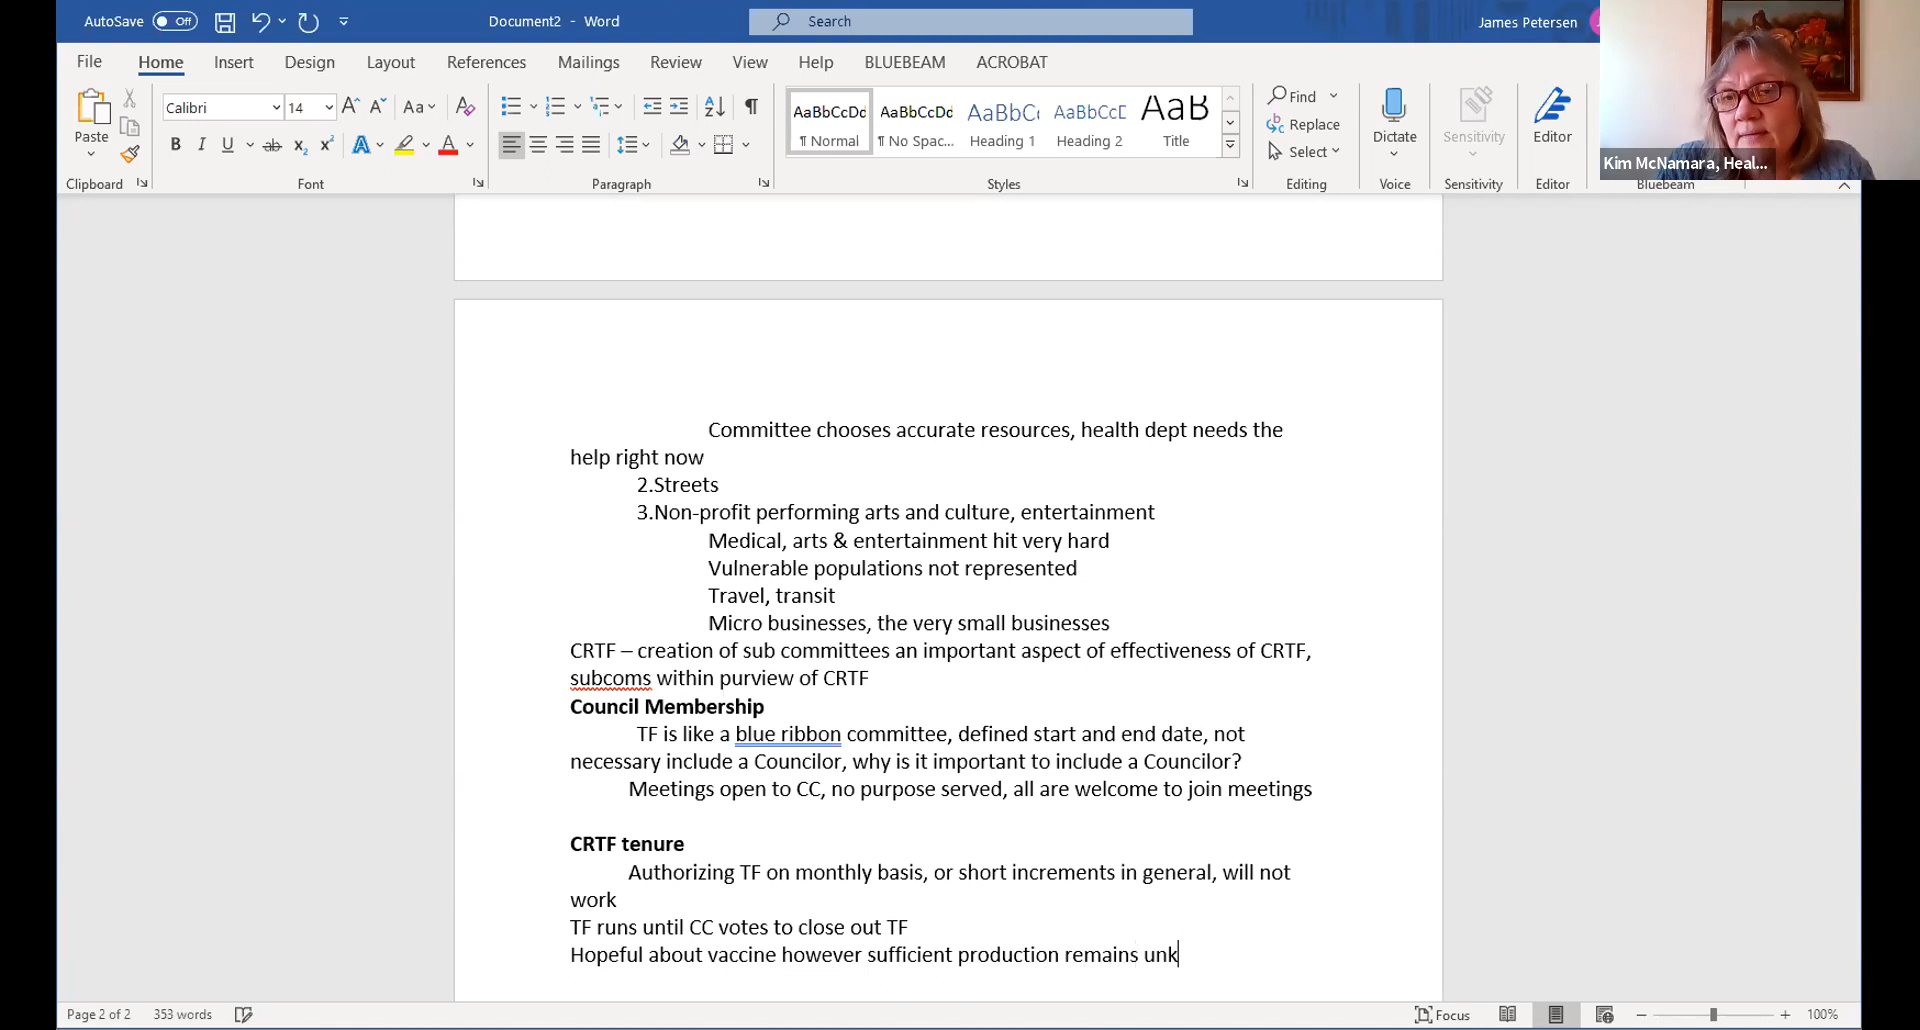 AutoSave Off Document2 - Word Search James Petersen
File Home Insert Design Layout References Mailings Review View Help BLUEBEAM ACROBAT
Paste
Clipboard
Calibri 14
Font
Paragraph
AaBbCcDd AaBbCcDd AaBbC AaBbCcD AaB
¶ Normal ¶ No Spac... Heading 1 Heading 2 Title
Styles
Find
Replace
Select
Editing
Dictate
Voice
Sensitivity
Sensitivity
Editor
Editor
Bluebeam
Kim McNamara, Heal...
Committee chooses accurate resources, health dept needs the
help right now
2.Streets
3.Non-profit performing arts and culture, entertainment
Medical, arts & entertainment hit very hard
Vulnerable populations not represented
Travel, transit
Micro businesses, the very small businesses
CRTF – creation of sub committees an important aspect of effectiveness of CRTF,
subcoms within purview of CRTF
Council Membership
TF is like a blue ribbon committee, defined start and end date, not
necessary include a Councilor, why is it important to include a Councilor?
Meetings open to CC, no purpose served, all are welcome to join meetings
CRTF tenure
Authorizing TF on monthly basis, or short increments in general, will not
work
TF runs until CC votes to close out TF
Hopeful about vaccine however sufficient production remains unk
Page 2 of 2 353 words Focus 100%